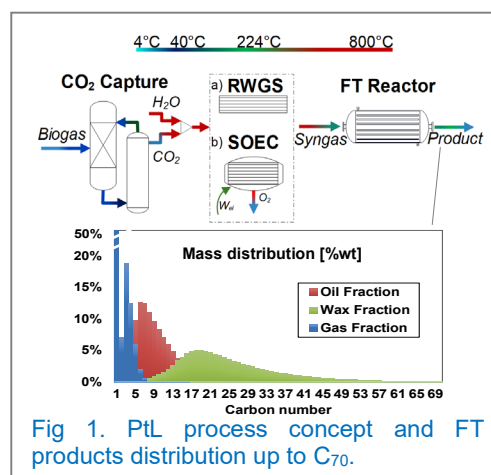 4°C 40°C 224°C 800°C
CO₂ Capture
a) RWGS
FT Reactor
H₂O
Biogas
CO₂
b) SOEC
Syngas
Product
W_el
O₂
50%
20%
15%
10%
5%
0%
Mass distribution [%wt]
Oil Fraction
Wax Fraction
Gas Fraction
1 5 9 13 17 21 25 29 33 37 41 45 49 53 57 61 65 69
Carbon number
Fig 1. PtL process concept and FT
products distribution up to C₇₀.